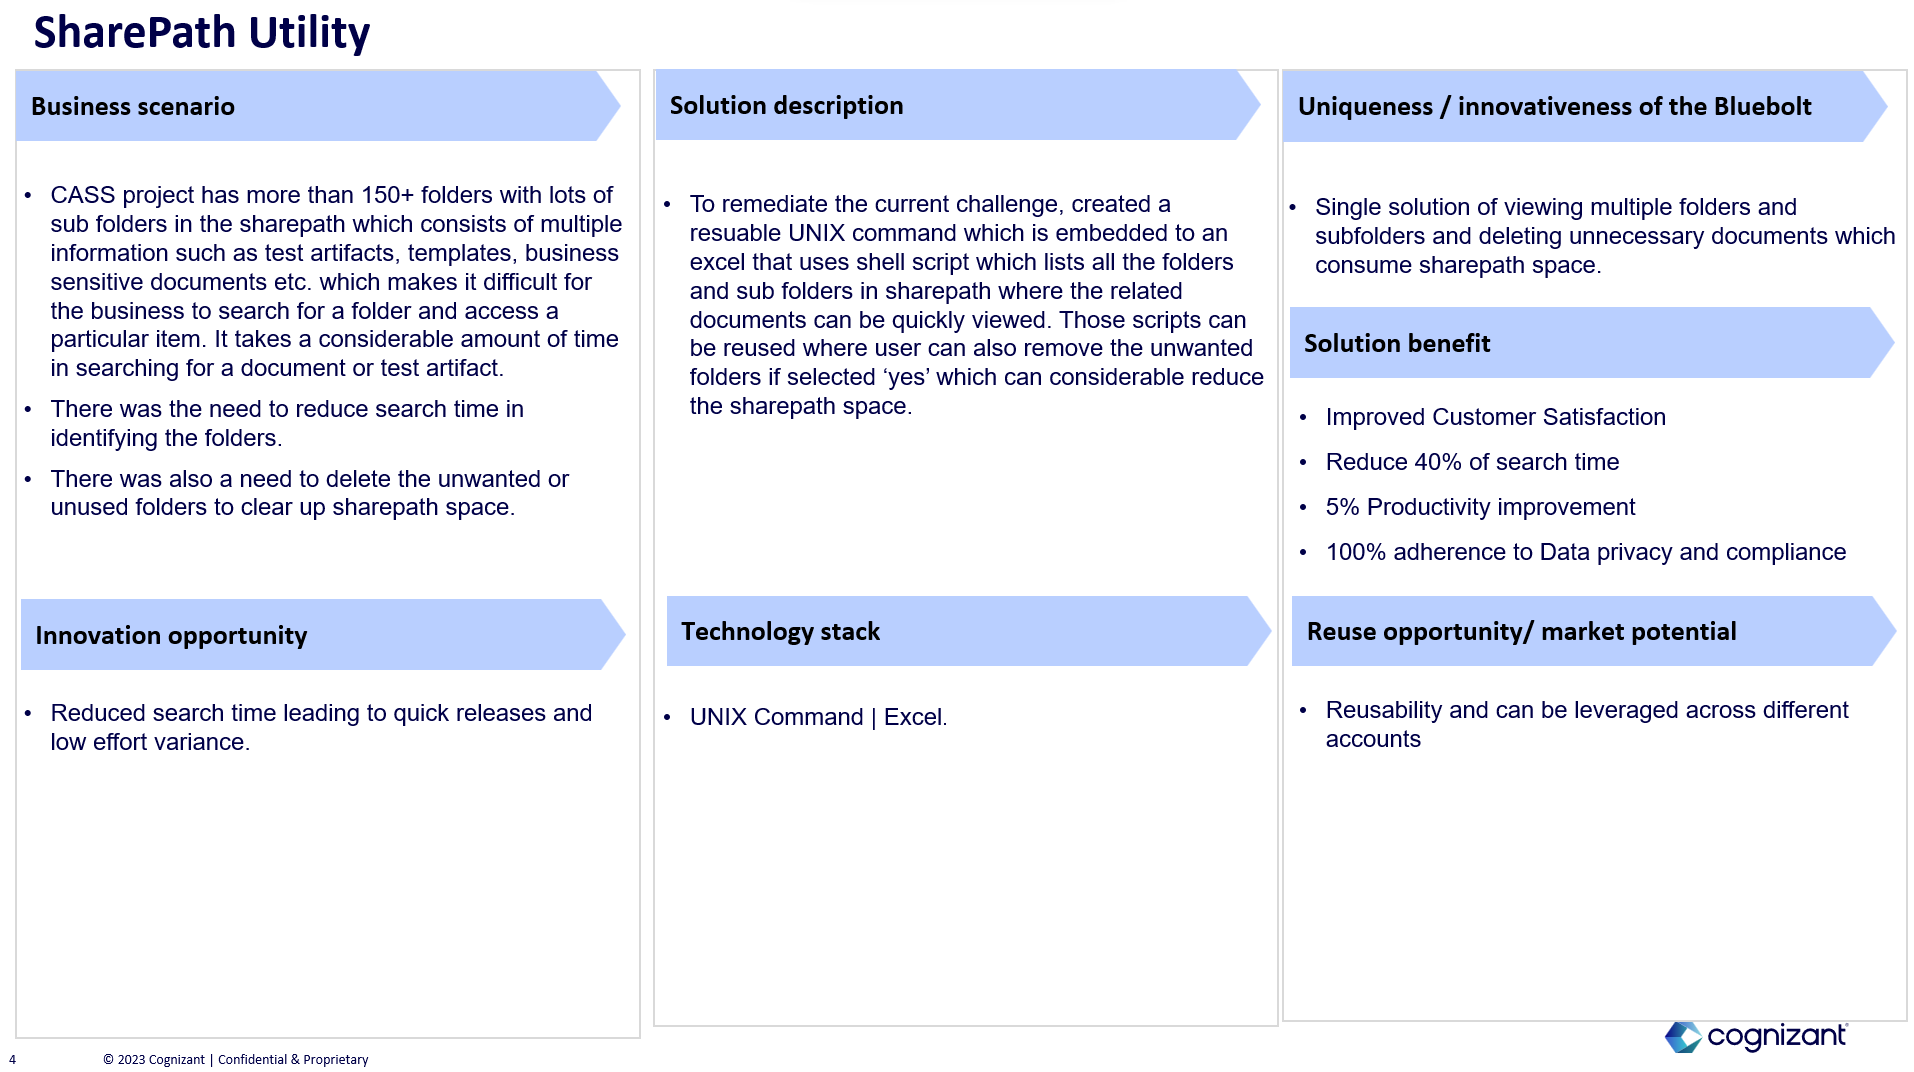 SharePath Utility
Business scenario
• CASS project has more than 150+ folders with lots of
sub folders in the sharepath which consists of multiple
information such as test artifacts, templates, business
sensitive documents etc. which makes it difficult for
the business to search for a folder and access a
particular item. It takes a considerable amount of time
in searching for a document or test artifact.
• There was the need to reduce search time in
identifying the folders.
• There was also a need to delete the unwanted or
unused folders to clear up sharepath space.
Innovation opportunity
• Reduced search time leading to quick releases and
low effort variance.
Solution description
• To remediate the current challenge, created a
resuable UNIX command which is embedded to an
excel that uses shell script which lists all the folders
and sub folders in sharepath where the related
documents can be quickly viewed. Those scripts can
be reused where user can also remove the unwanted
folders if selected ‘yes’ which can considerable reduce
the sharepath space.
Technology stack
• UNIX Command | Excel.
Uniqueness / innovativeness of the Bluebolt
• Single solution of viewing multiple folders and
subfolders and deleting unnecessary documents which
consume sharepath space.
Solution benefit
• Improved Customer Satisfaction
• Reduce 40% of search time
• 5% Productivity improvement
• 100% adherence to Data privacy and compliance
Reuse opportunity/ market potential
• Reusability and can be leveraged across different
accounts
4
© 2023 Cognizant | Confidential & Proprietary
cognizant